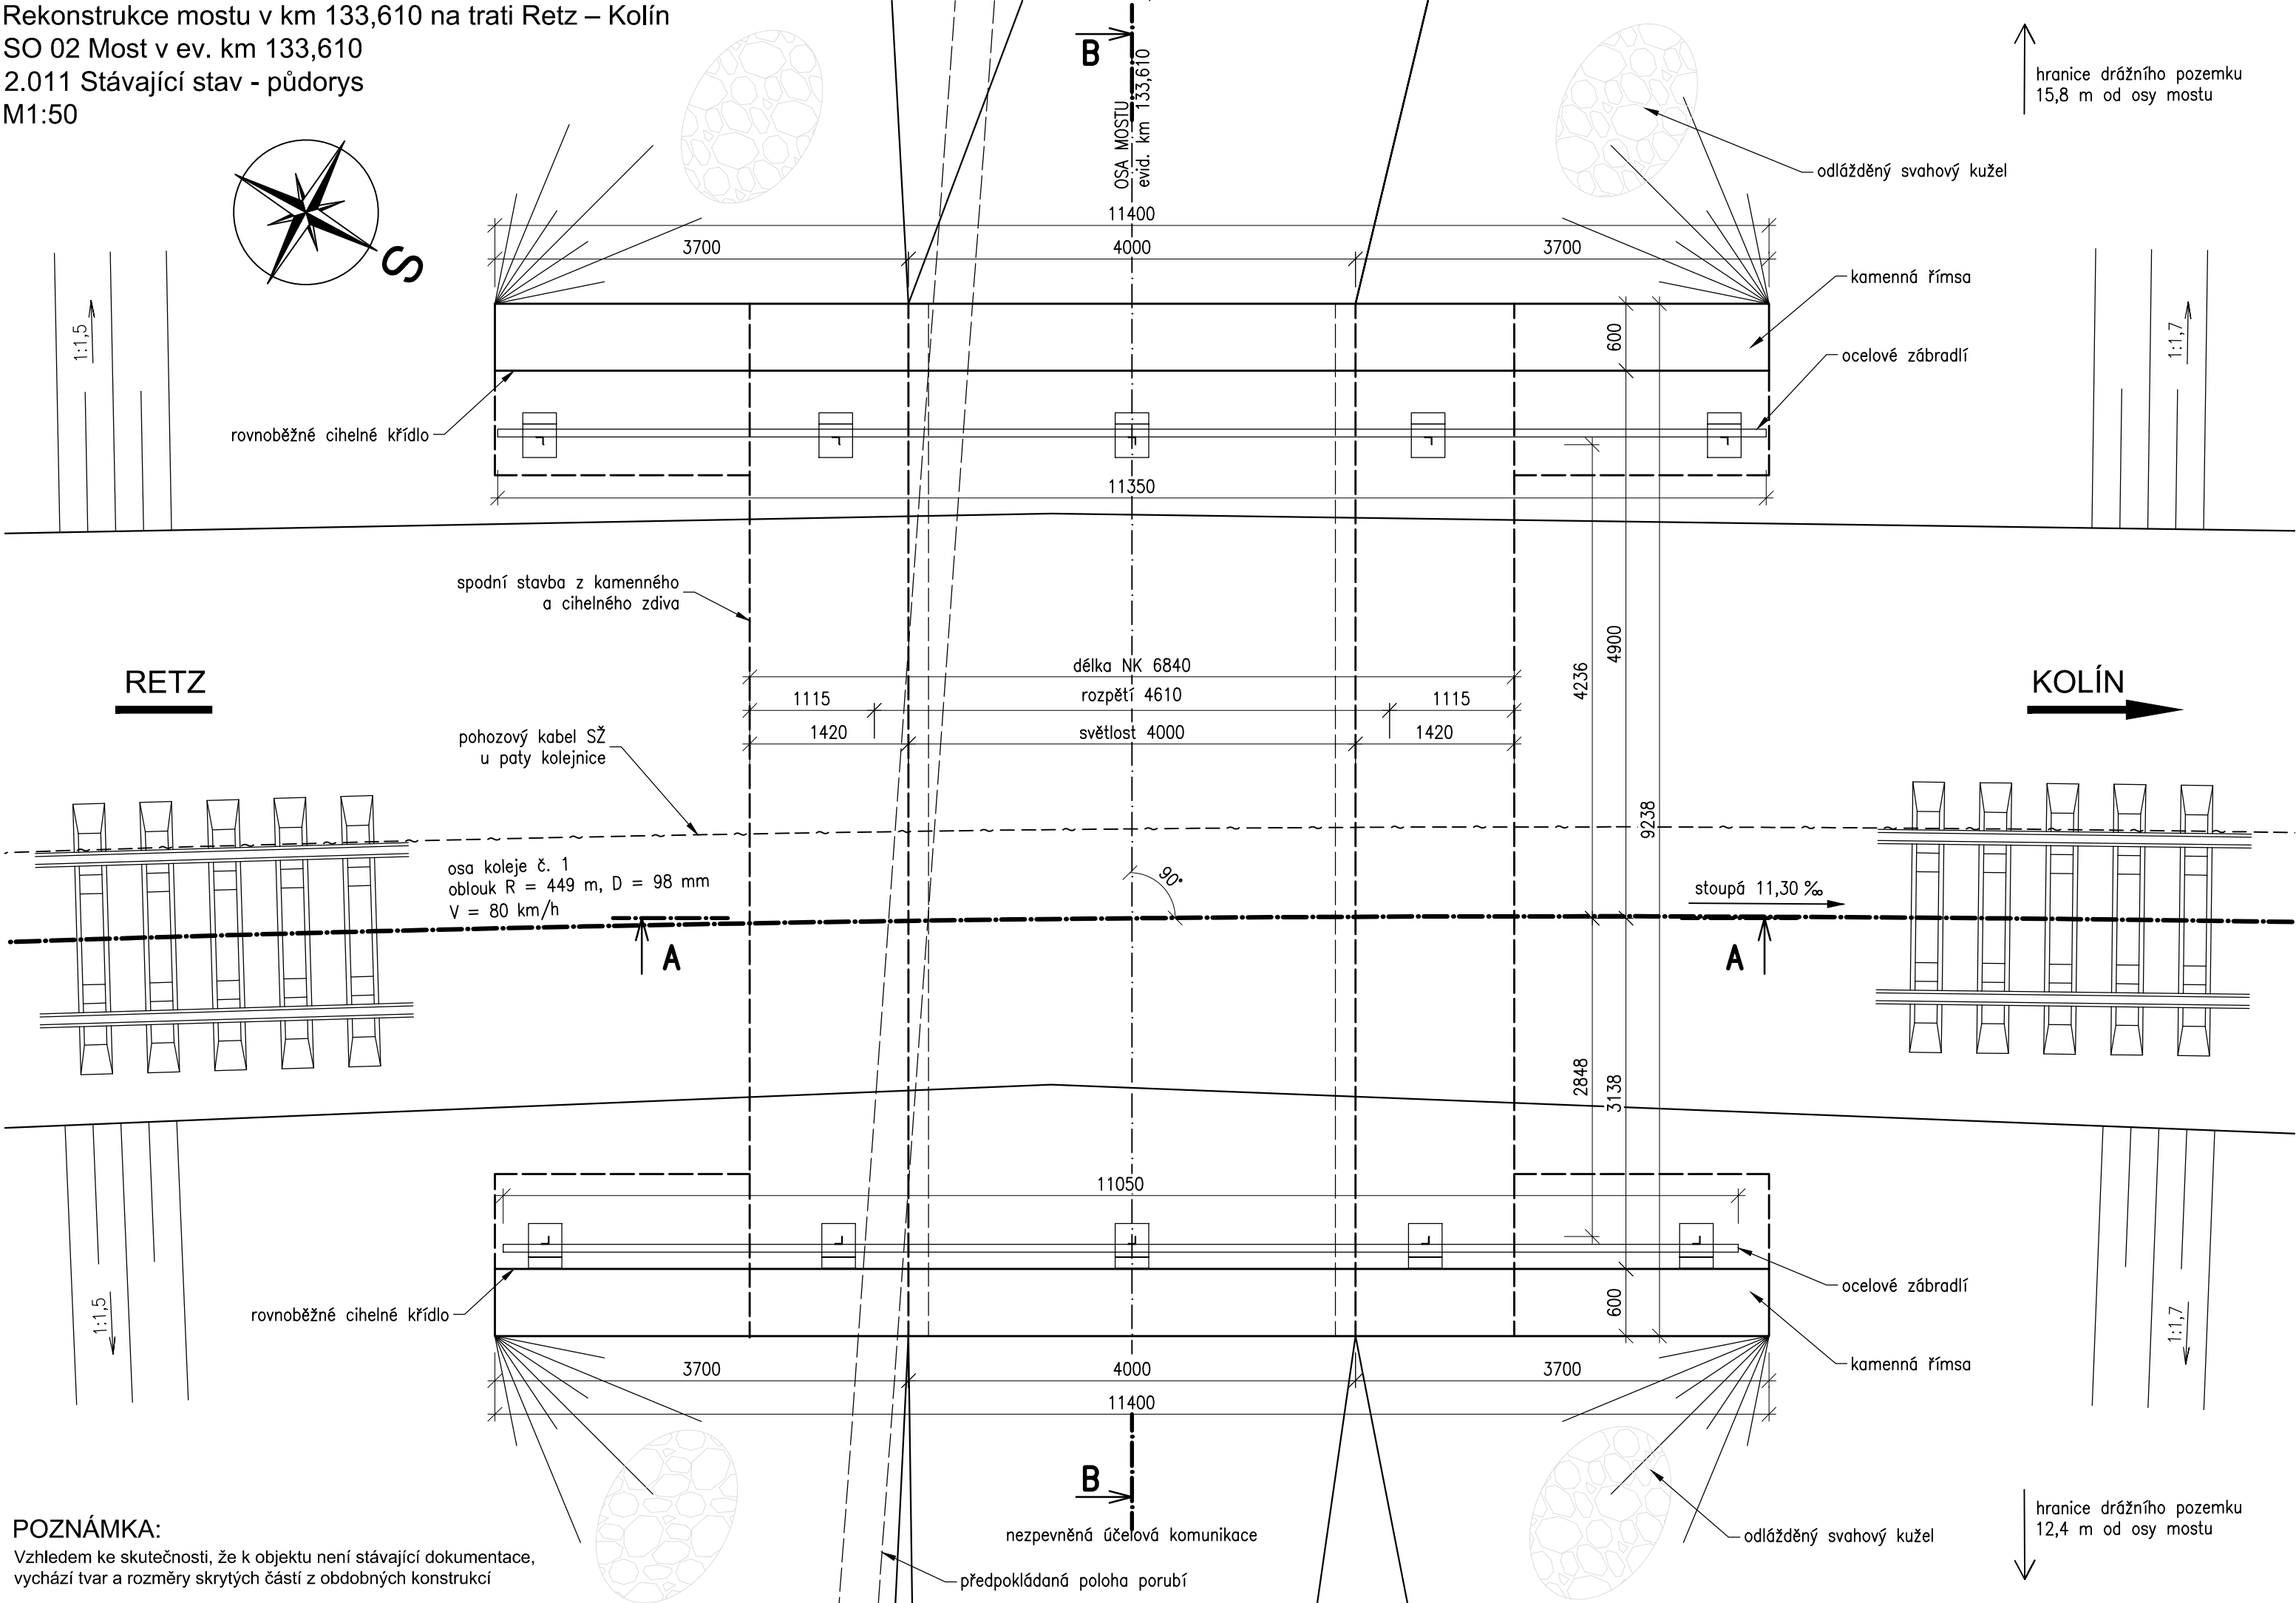 Rekonstrukce mostu v km 133,610 na trati Retz – Kolín
SO 02 Most v ev. km 133,610
2.011 Stávající stav - půdorys
M1:50
S
B
OSA MOSTU
evid. km 133,610
hranice drážního pozemku
15,8 m od osy mostu
odlážděný svahový kužel
11400
3700
4000
3700
kamenná římsa
1:1,5
600
1:1,7
ocelové zábradlí
rovnoběžné cihelné křídlo
11350
spodní stavba z kamenného
a cihelného zdiva
délka NK 6840
1115
rozpětí 4610
1115
1420
světlost 4000
1420
4236
4900
9238
RETZ
KOLÍN
pohozový kabel SŽ
u paty kolejnice
osa koleje č. 1
oblouk R = 449 m, D = 98 mm
V = 80 km/h
90°
stoupá 11,30 ‰
A
A
2848
3138
11050
rovnoběžné cihelné křídlo
1:1,5
600
1:1,7
ocelové zábradlí
kamenná římsa
3700
4000
3700
11400
B
nezpevněná účelová komunikace
předpokládaná poloha porubí
odlážděný svahový kužel
hranice drážního pozemku
12,4 m od osy mostu
POZNÁMKA:
Vzhledem ke skutečnosti, že k objektu není stávající dokumentace,
vychází tvar a rozměry skrytých částí z obdobných konstrukcí